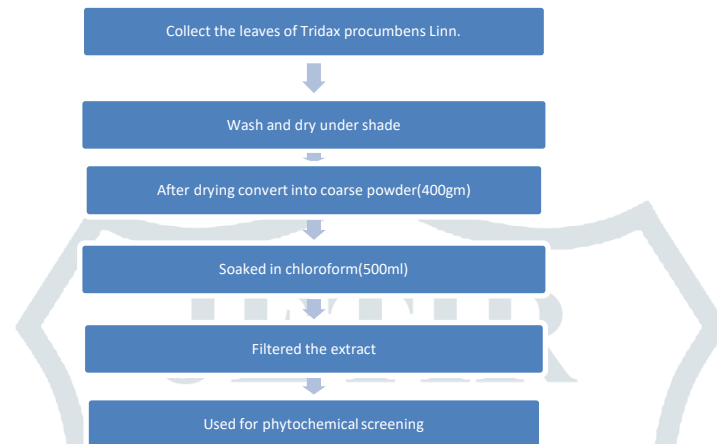 Collect the leaves of Tridax procumbens Linn.
Wash and dry under shade
After drying convert into coarse powder(400gm)
Soaked in chloroform(500ml)
Filtered the extract
Used for phytochemical screening